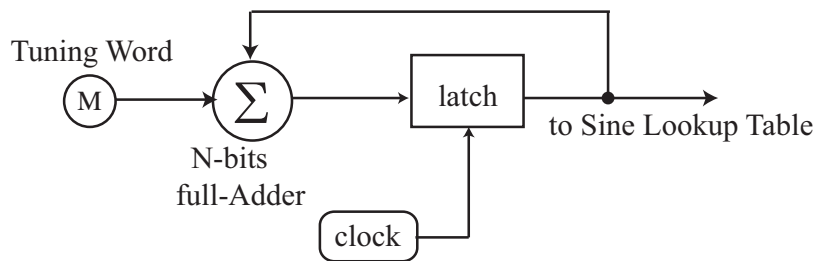 Tuning Word
M
Σ
latch
to Sine Lookup Table
N-bits
full-Adder
clock